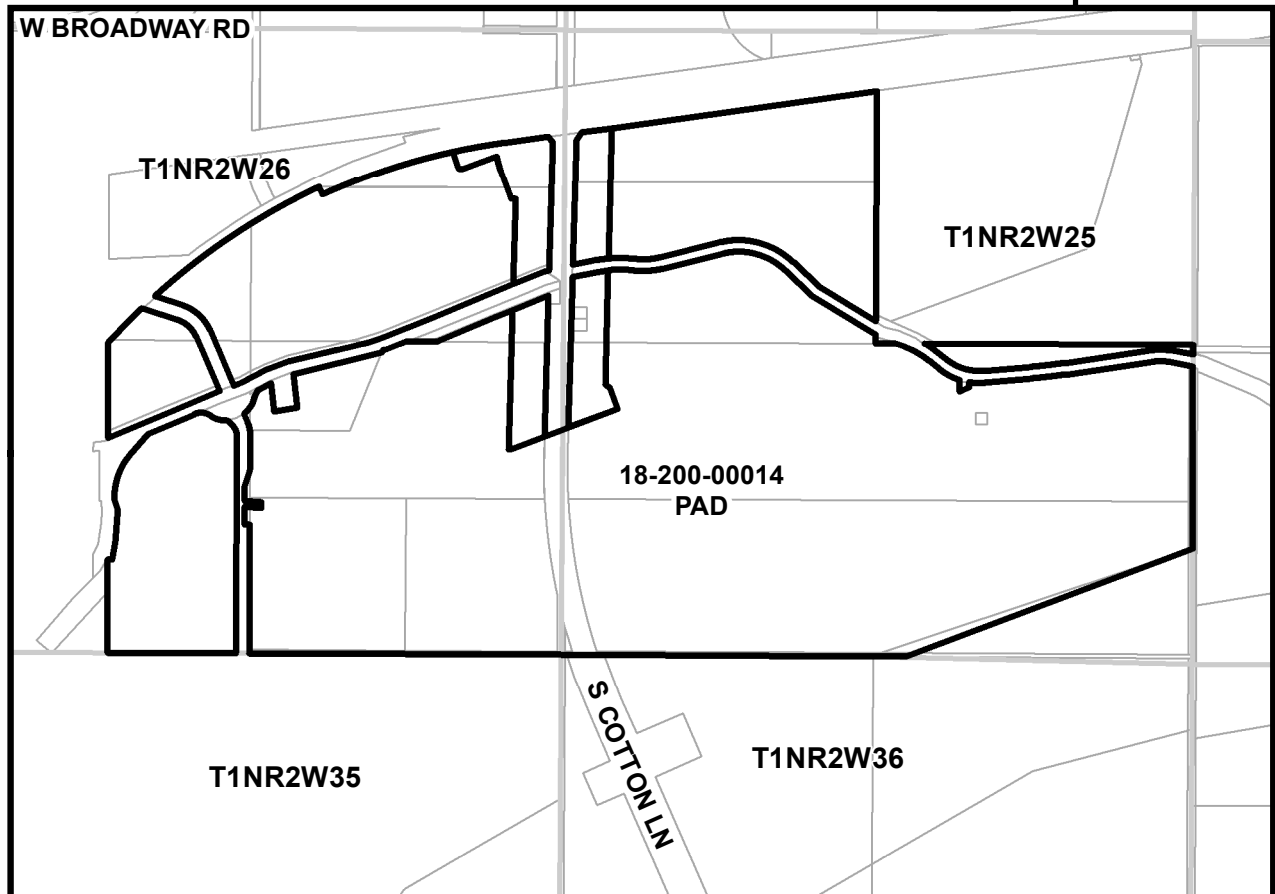 W BROADWAY RD
T1NR2W26
T1NR2W25
18-200-00014
PAD
S COTTON LN
T1NR2W36
T1NR2W35